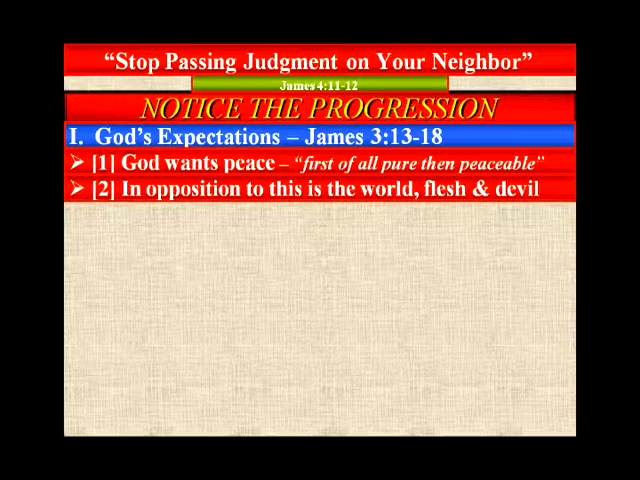 “Stop Passing Judgment on Your Neighbor”
James 4:11-12
NOTICE THE PROGRESSION
I. God’s Expectations – James 3:13-18
➢ [1] God wants peace – “first of all pure then peaceable”
➢ [2] In opposition to this is the world, flesh & devil